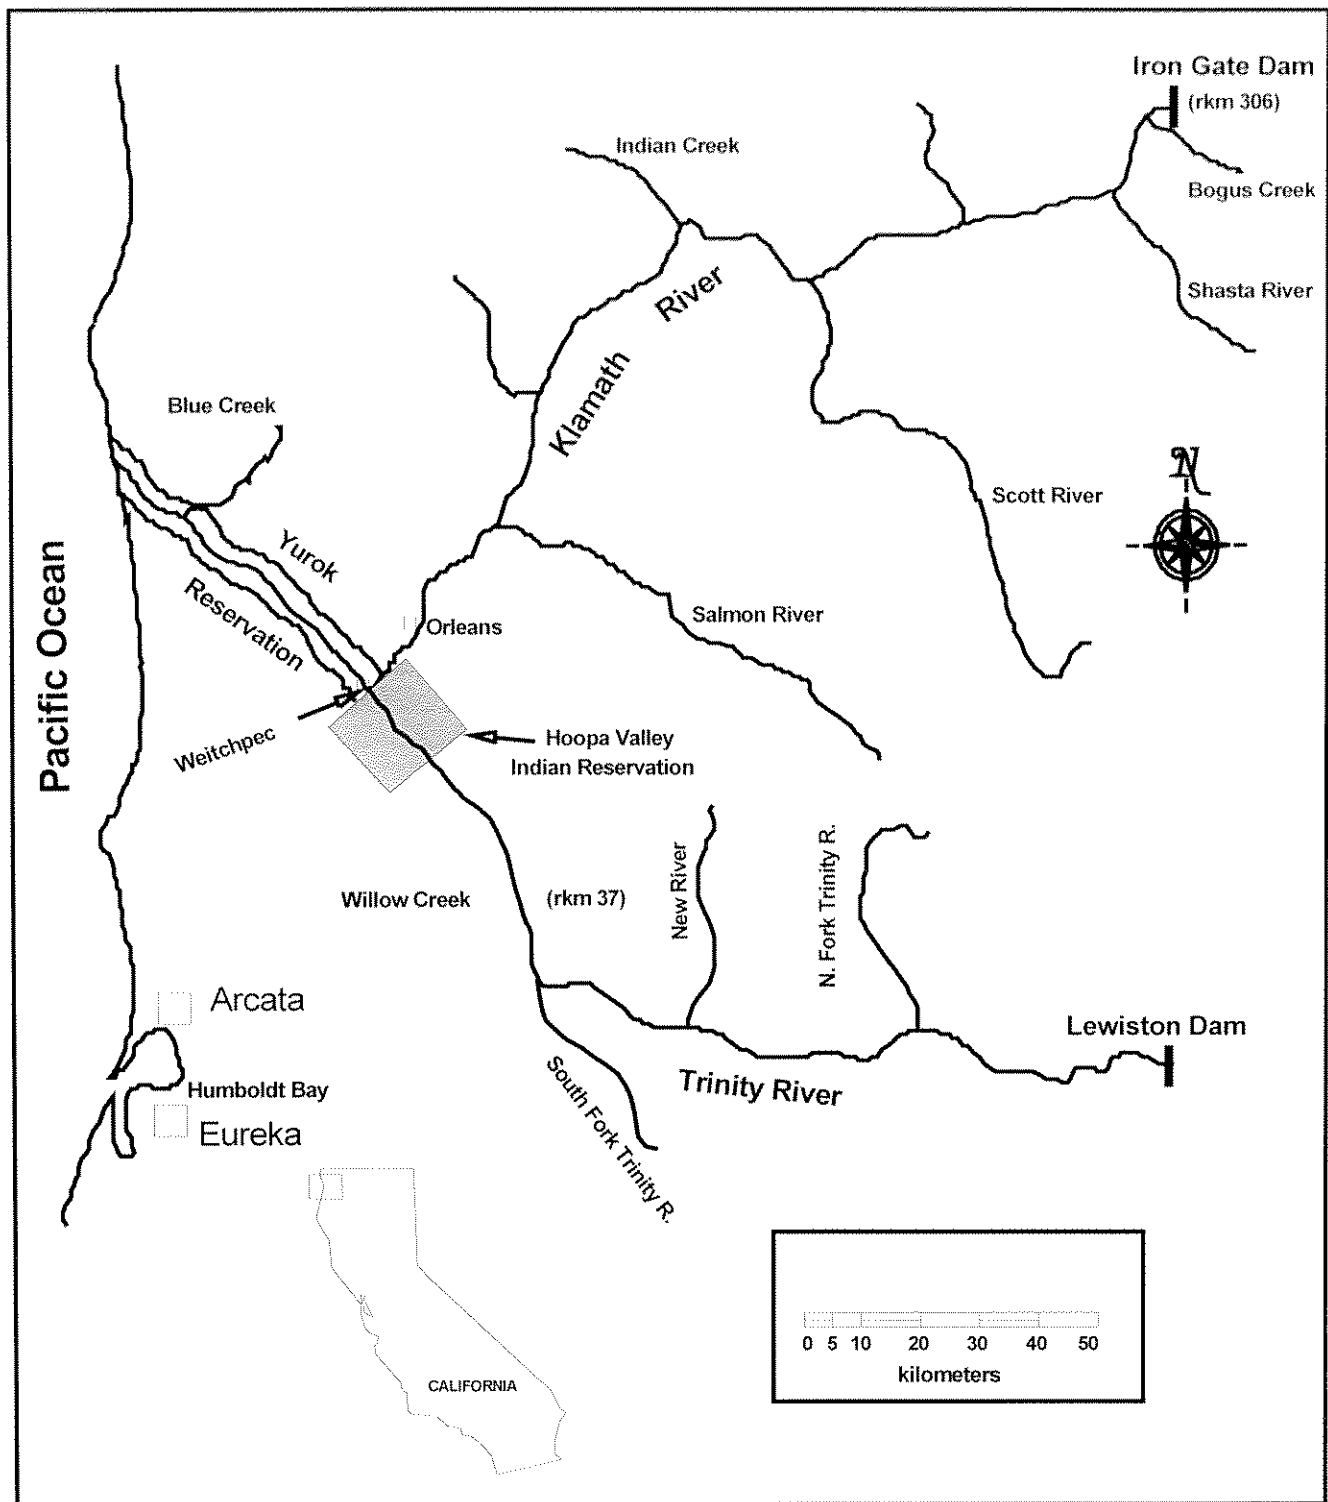 Iron Gate Dam
(rkm 306)
Indian Creek
Bogus Creek
Shasta River
Klamath River
Blue Creek
Scott River
N
Yurok
Reservation
Pacific Ocean
Orleans
Salmon River
Weitchpec
Hoopa Valley
Indian Reservation
Willow Creek
(rkm 37)
New River
N. Fork Trinity R.
Arcata
Lewiston Dam
Humboldt Bay
Trinity River
Eureka
South Fork Trinity R.
CALIFORNIA
0 5 10 20 30 40 50
kilometers